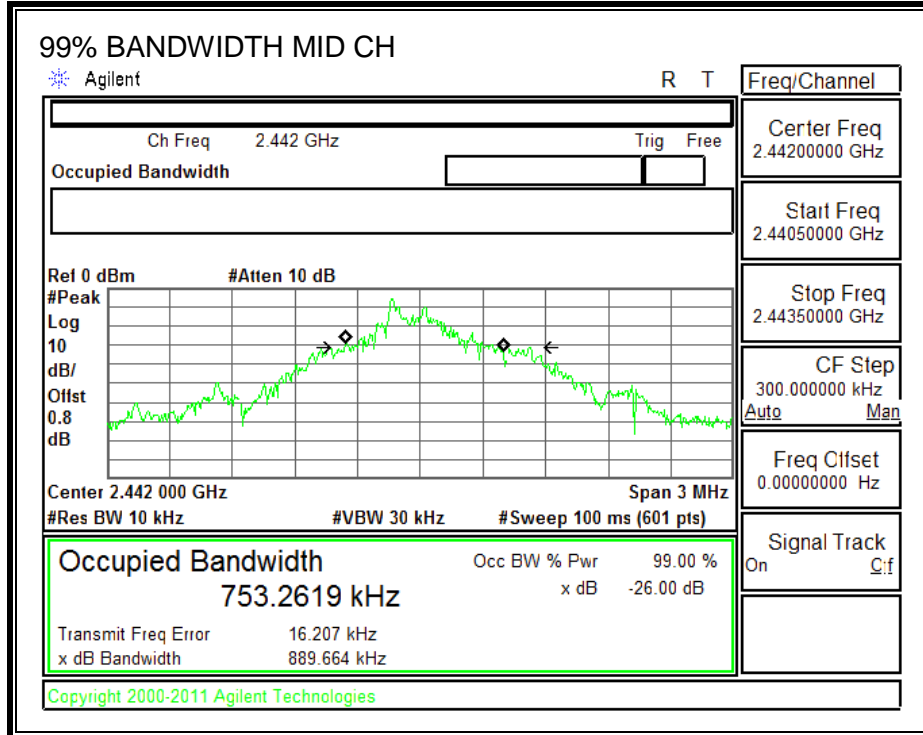 99% BANDWIDTH MID CH
Agilent R T
Ch Freq 2.442 GHz Trig Free
Occupied Bandwidth
Ref 0 dBm #Atten 10 dB
#Peak
Log
10
dB/
Offst
0.8
dB
Center 2.442 000 GHz Span 3 MHz
#Res BW 10 kHz #VBW 30 kHz #Sweep 100 ms (601 pts)
Occupied Bandwidth
753.2619 kHz
Occ BW % Pwr 99.00 %
x dB -26.00 dB
Transmit Freq Error 16.207 kHz
x dB Bandwidth 889.664 kHz
Copyright 2000-2011 Agilent Technologies
Freq/Channel
Center Freq
2.44200000 GHz
Start Freq
2.44050000 GHz
Stop Freq
2.44350000 GHz
CF Step
300.000000 kHz
Auto Man
Freq Offset
0.00000000 Hz
Signal Track
On Off